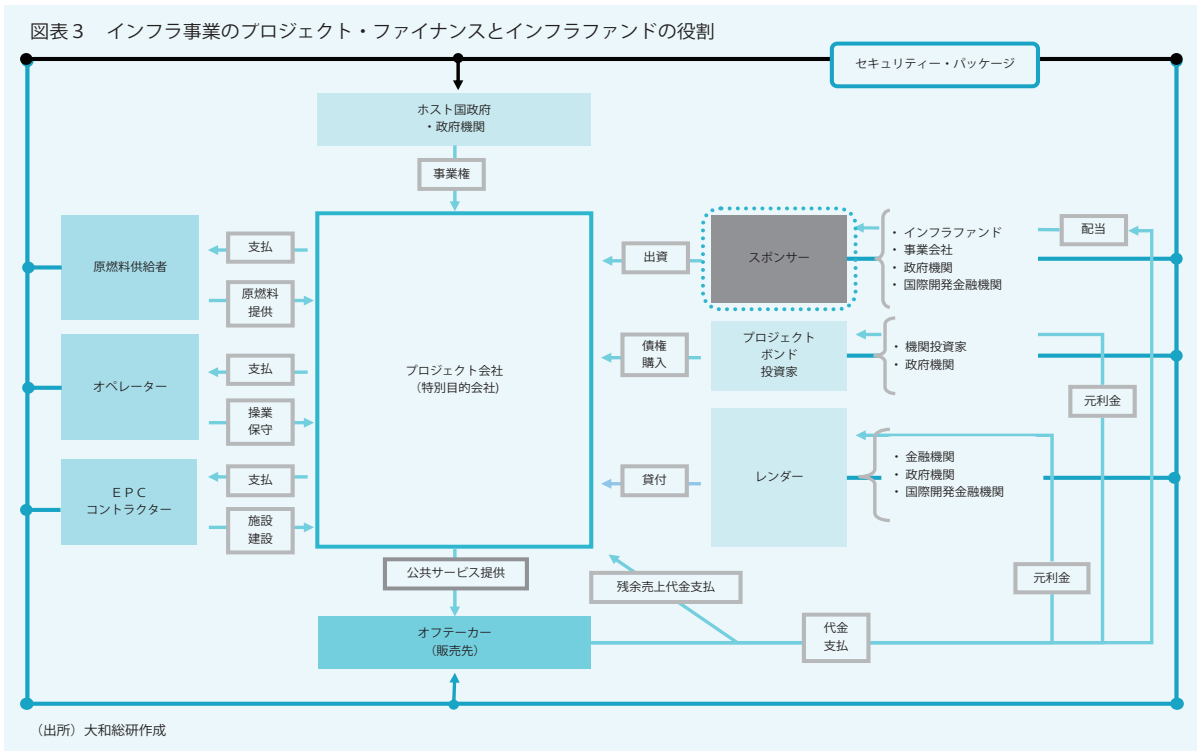 図表３　インフラ事業のプロジェクト・ファイナンスとインフラファンドの役割
セキュリティー・パッケージ
ホスト国政府
・政府機関
事業権
原燃料供給者
支払
原燃料
提供
オペレーター
支払
操業
保守
ＥＰＣ
コントラクター
支払
施設
建設
プロジェクト会社
（特別目的会社)
出資
スポンサー
・ インフラファンド
・ 事業会社
・ 政府機関
・ 国際開発金融機関
配当
債権
購入
プロジェクト
ボンド
投資家
・ 機関投資家
・ 政府機関
元利金
貸付
レンダー
・ 金融機関
・ 政府機関
・ 国際開発金融機関
元利金
公共サービス提供
残余売上代金支払
オフテーカー
（販売先）
代金
支払
（出所）大和総研作成